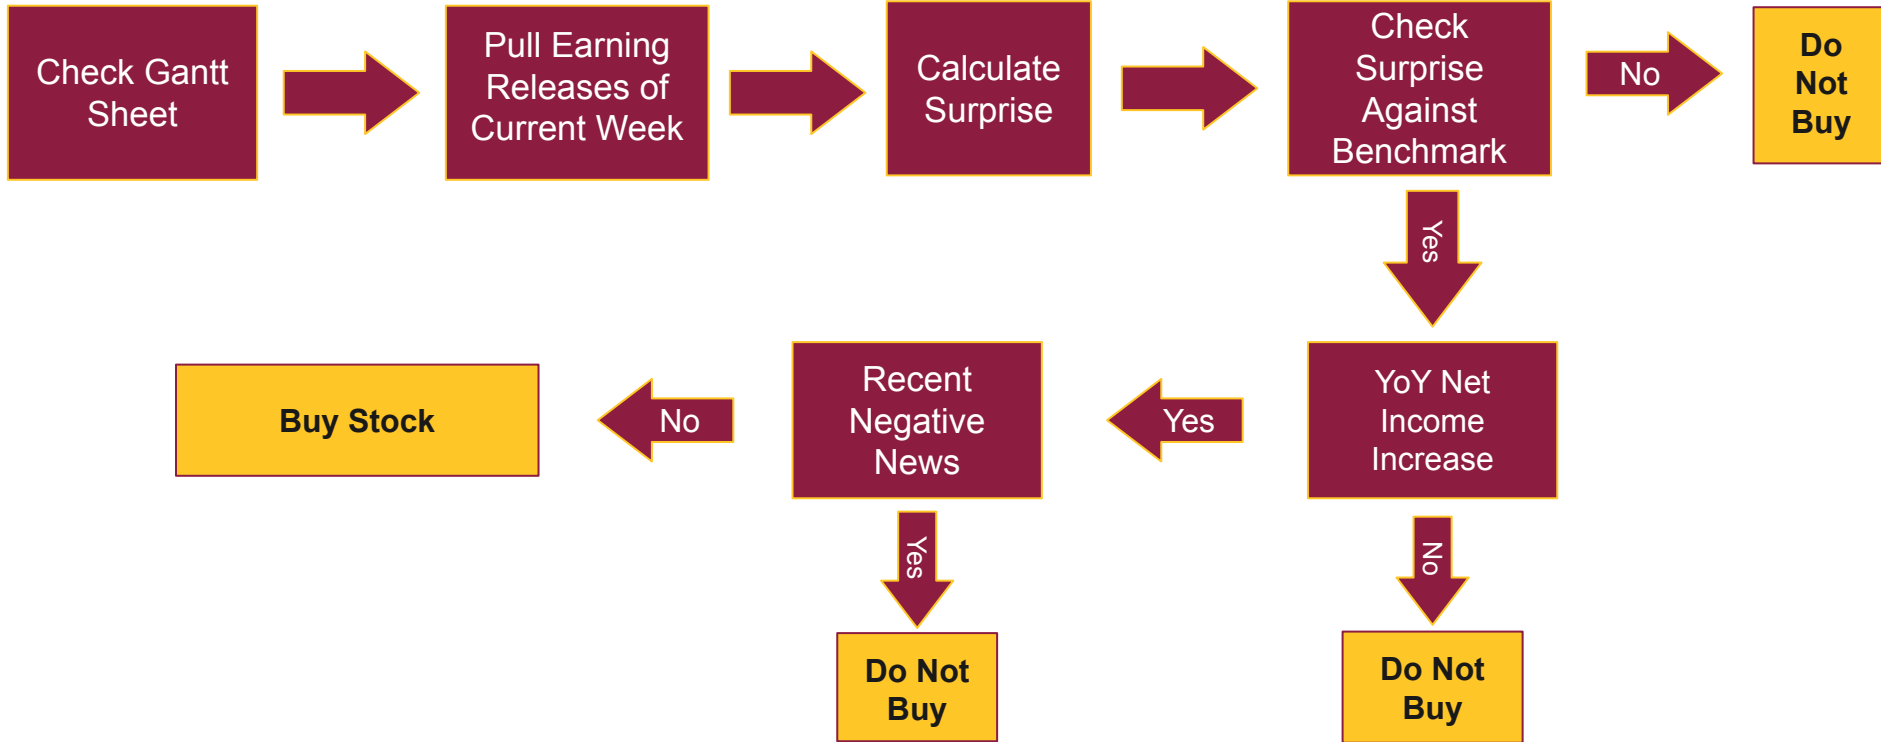 Check Gantt
Sheet
Pull Earning
Releases of
Current Week
Calculate
Surprise
Check
Surprise
Against
Benchmark
No
Do
Not
Buy
Yes
YoY Net
Income
Increase
Yes
Recent
Negative
News
No
Buy Stock
Yes
Do Not
Buy
No
Do Not
Buy